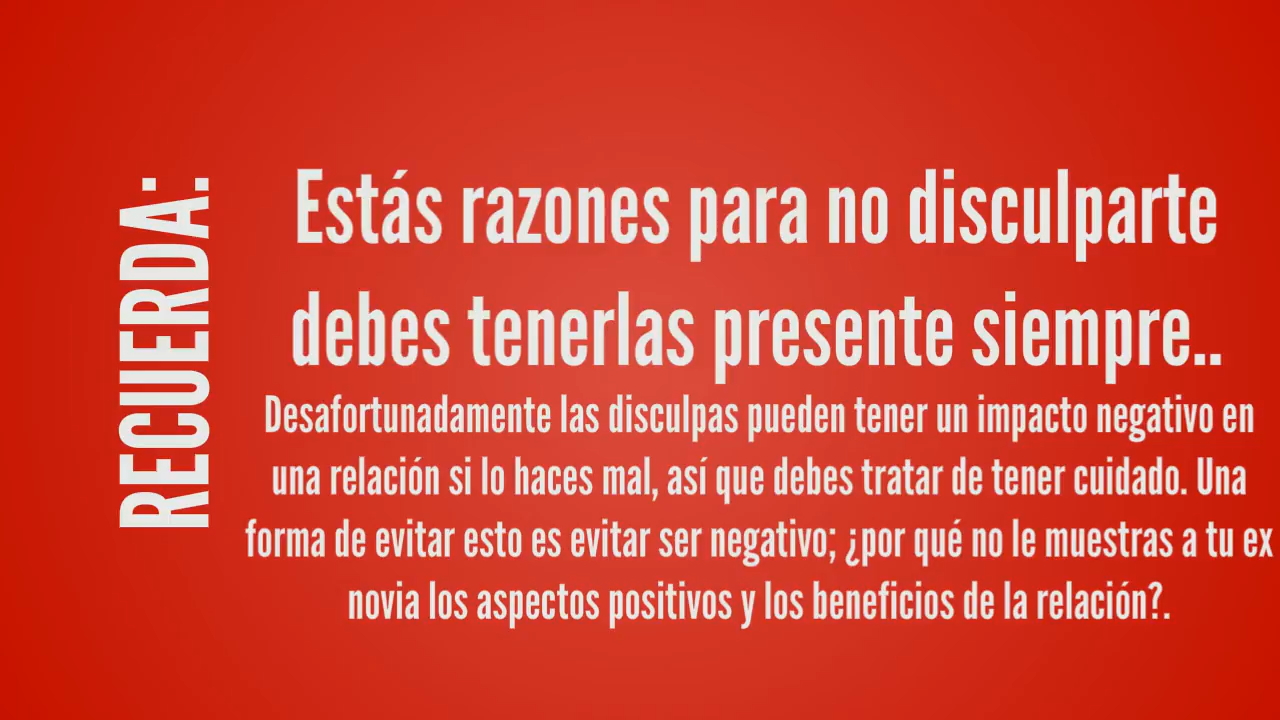 RECUERDA:
Estás razones para no disculparte
debes tenerlas presente siempre..
Desafortunadamente las disculpas pueden tener un impacto negativo en
una relación si lo haces mal, así que debes tratar de tener cuidado. Una
forma de evitar esto es evitar ser negativo; ¿por qué no le muestras a tu ex
novia los aspectos positivos y los beneficios de la relación?.